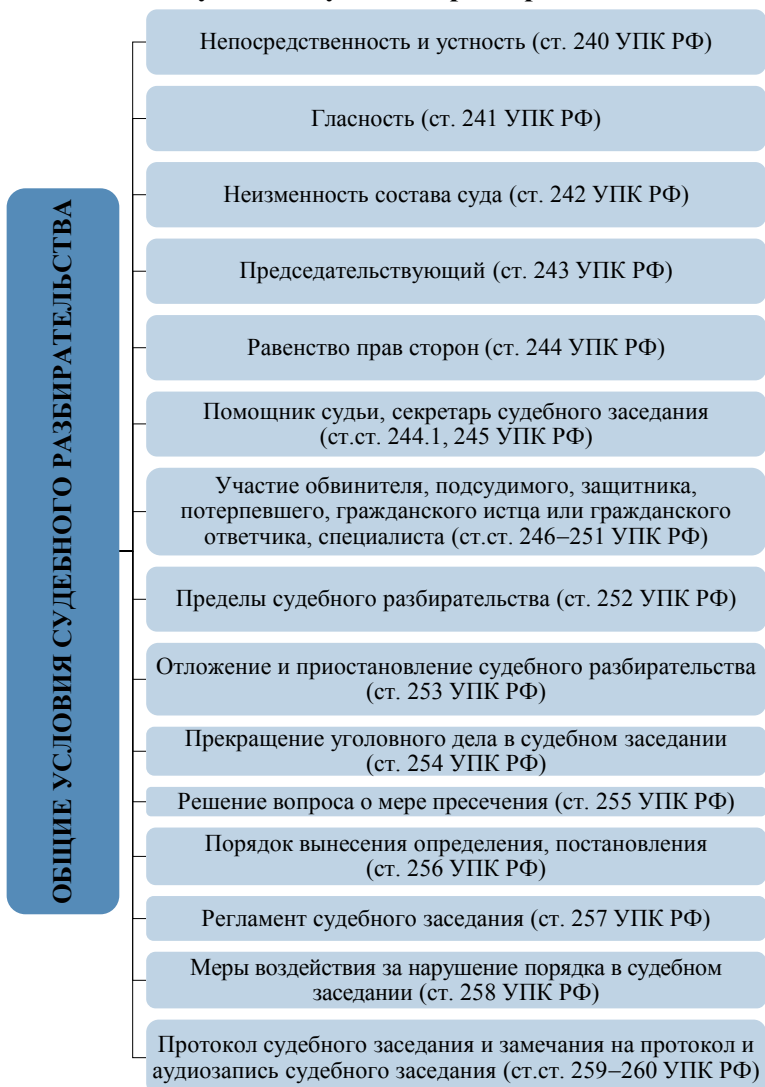 ОБЩИЕ УСЛОВИЯ СУДЕБНОГО РАЗБИРАТЕЛЬСТВА
Непосредственность и устность (ст. 240 УПК РФ)
Гласность (ст. 241 УПК РФ)
Неизменность состава суда (ст. 242 УПК РФ)
Председательствующий (ст. 243 УПК РФ)
Равенство прав сторон (ст. 244 УПК РФ)
Помощник судьи, секретарь судебного заседания
(ст.ст. 244.1, 245 УПК РФ)
Участие обвинителя, подсудимого, защитника,
потерпевшего, гражданского истца или гражданского
ответчика, специалиста (ст.ст. 246–251 УПК РФ)
Пределы судебного разбирательства (ст. 252 УПК РФ)
Отложение и приостановление судебного разбирательства
(ст. 253 УПК РФ)
Прекращение уголовного дела в судебном заседании
(ст. 254 УПК РФ)
Решение вопроса о мере пресечения (ст. 255 УПК РФ)
Порядок вынесения определения, постановления
(ст. 256 УПК РФ)
Регламент судебного заседания (ст. 257 УПК РФ)
Меры воздействия за нарушение порядка в судебном
заседании (ст. 258 УПК РФ)
Протокол судебного заседания и замечания на протокол и
аудиозапись судебного заседания (ст.ст. 259–260 УПК РФ)